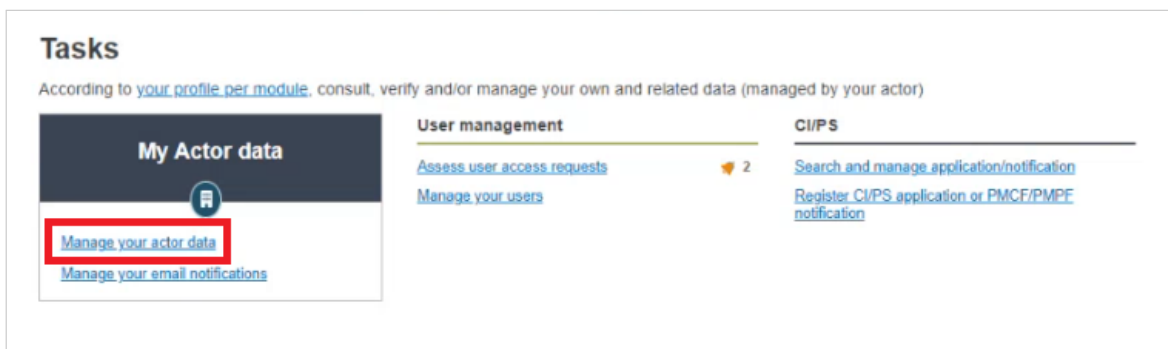 Tasks
According to your profile per module, consult, verify and/or manage your own and related data (managed by your actor)
My Actor data
Manage your actor data
Manage your email notifications
User management
Assess user access requests 2
Manage your users
CI/PS
Search and manage application/notification
Register CI/PS application or PMCF/PMPF
notification